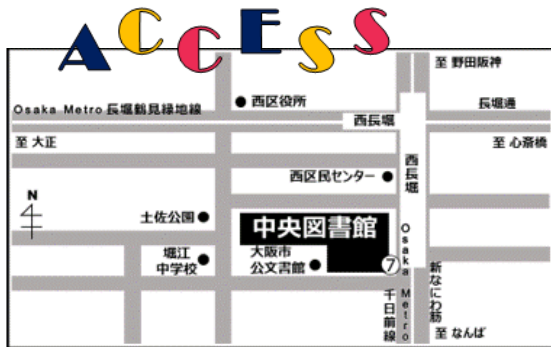 ACCESS
至 野田阪神
西区役所
Osaka Metro 長堀鶴見緑地線
長堀通
西長堀
至 大正
至 心斎橋
西長堀
西区民センター
N
土佐公園
中央図書館
Osaka Metro
千日前線
堀江
中学校
大阪市
公文書館
⑦
新なにわ筋
至 なんば